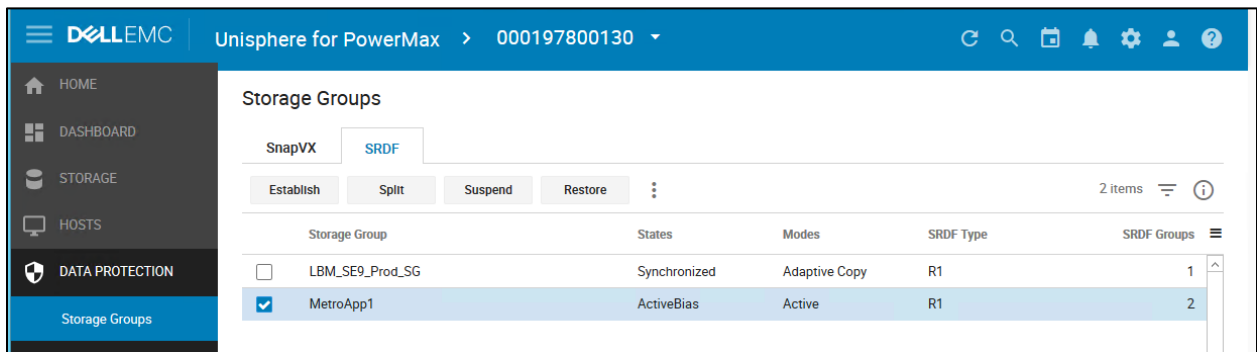 DELLEMC Unisphere for PowerMax > 000197800130
HOME
DASHBOARD
STORAGE
HOSTS
DATA PROTECTION
Storage Groups
Storage Groups
SnapVX SRDF
Establish Split Suspend Restore 2 items
Storage Group States Modes SRDF Type SRDF Groups
LBM_SE9_Prod_SG Synchronized Adaptive Copy R1 1
MetroApp1 ActiveBias Active R1 2